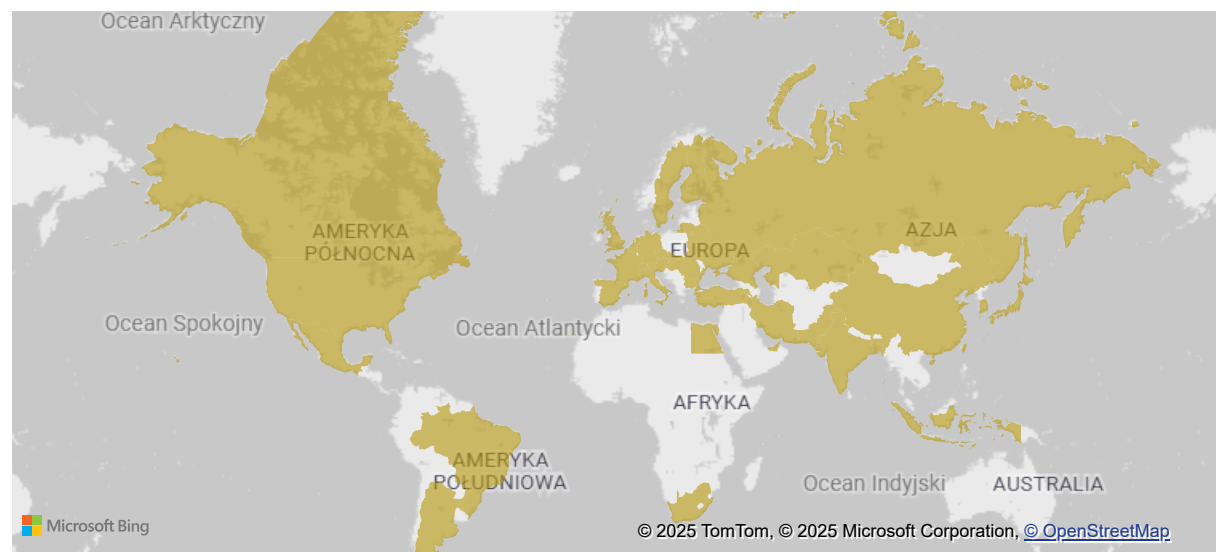 Ocean Arktyczny
AMERYKA
PÓŁNOCNA
EUROPA
AZJA
Ocean Spokojny
Ocean Atlantycki
AFRYKA
AMERYKA
POŁUDNIOWA
Ocean Indyjski
AUSTRALIA
Microsoft Bing
© 2025 TomTom, © 2025 Microsoft Corporation, © OpenStreetMap